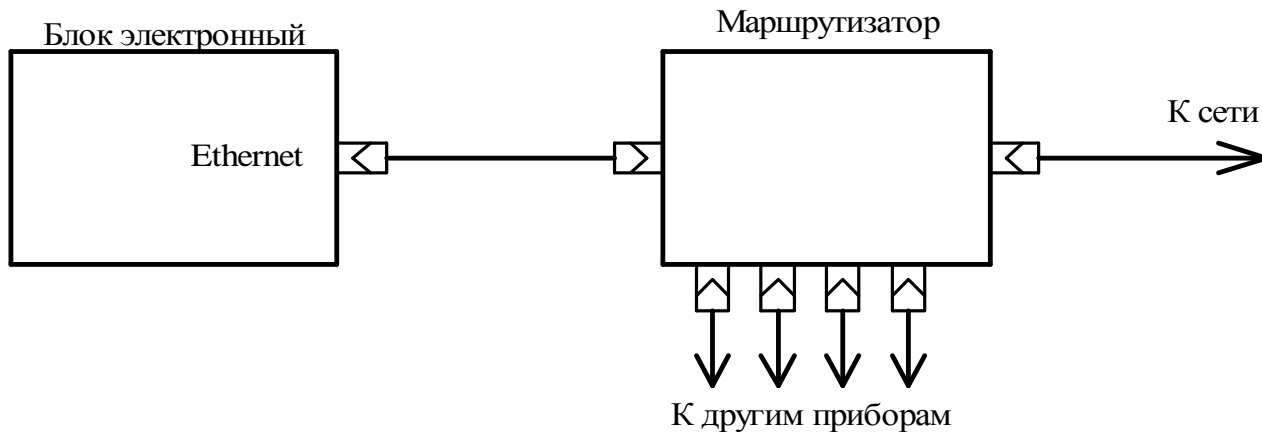 Блок электронный
Маршрутизатор
К сети
Ethernet
К другим приборам